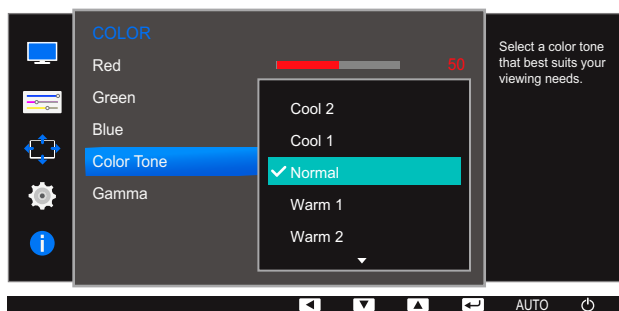 COLOR
Red 50
Green
Blue
Color Tone
Gamma
Cool 2
Cool 1
Normal
Warm 1
Warm 2
Select a color tone
that best suits your
viewing needs.
AUTO